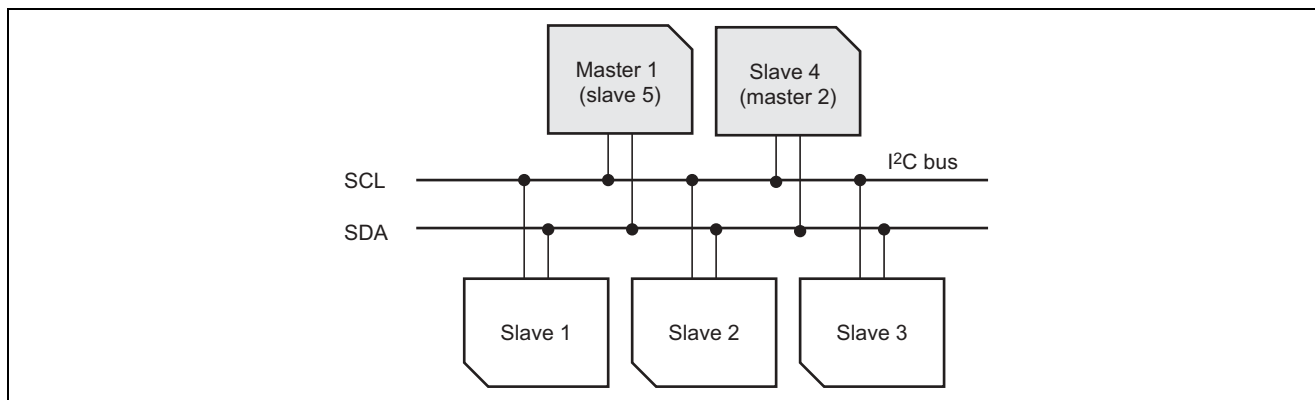 Master 1
(slave 5)
Slave 4
(master 2)
I²C bus
SCL
SDA
Slave 1
Slave 2
Slave 3